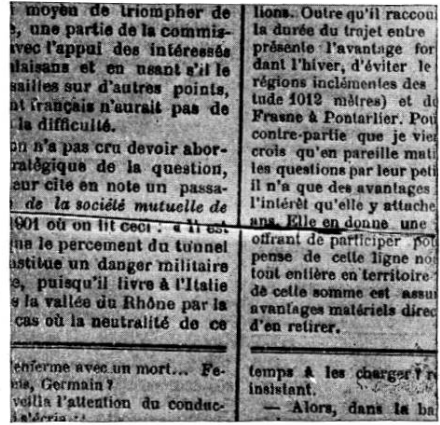 moyen de triompher de
, une partie de la commis-
avec l'appui des intéressés
alaisans et en usant s'il le
sailles sur d'autres points,
nt français n'aurait pas de
la difficulté.
on n'a pas cru devoir abor-
ratégique de la question,
eur cite en note un passa-
de la société mutuelle de
1901 où on lit ceci : « Il est
ne le percement du tunnel
nstitue un danger militaire
e, puisqu'il livre à l'Italie
e la vallée du Rhône par la
cas où la neutralité de ce
enferme avec un mort... Fe-
is, Germain ?
veilla l'attention du conduc-
s'écria
lions. Outre qu'il raccou
la durée du trajet entre
présente l'avantage for
dant l'hiver, d'éviter le
régions inclémentes des
tude 1012 mètres) et de
Frasne à Pontarlier. Pou
contre-partie que je vien
crois qu'en pareille mati
les questions par leur peti
il n'a que des avantages
l'intérêt qu'elle y attache
ans. Elle en donne une
offrant de participer pou
pense de cette ligne no
tout entière en territoire
de cette somme est assu
avantages matériels direc
d'en retirer.
temps à les charger ? r
insistant.
— Alors, dans la ba